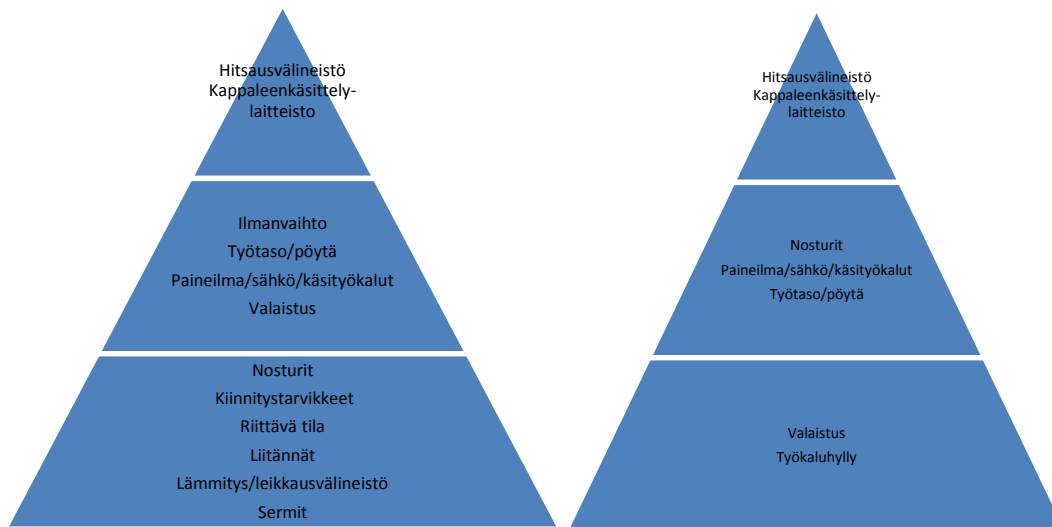 Hitsausvälineistö
Kappaleenkäsittely-
laitteisto
Ilmanvaihto
Työtaso/pöytä
Paineilma/sähkö/käsityökalut
Valaistus
Nosturit
Kiinnitystarvikkeet
Riittävä tila
Liitännät
Lämmitys/leikkausvälineistö
Sermit
Hitsausvälineistö
Kappaleenkäsittely-
laitteisto
Nosturit
Paineilma/sähkö/käsityökalut
Työtaso/pöytä
Valaistus
Työkaluhylly